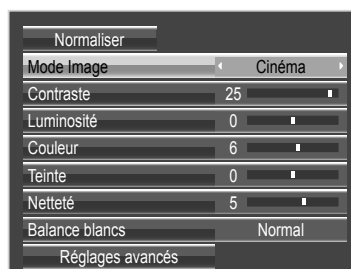 Normaliser
Mode Image Cinéma
Contraste 25
Luminosité 0
Couleur 6
Teinte 0
Netteté 5
Balance blancs Normal
Réglages avancés